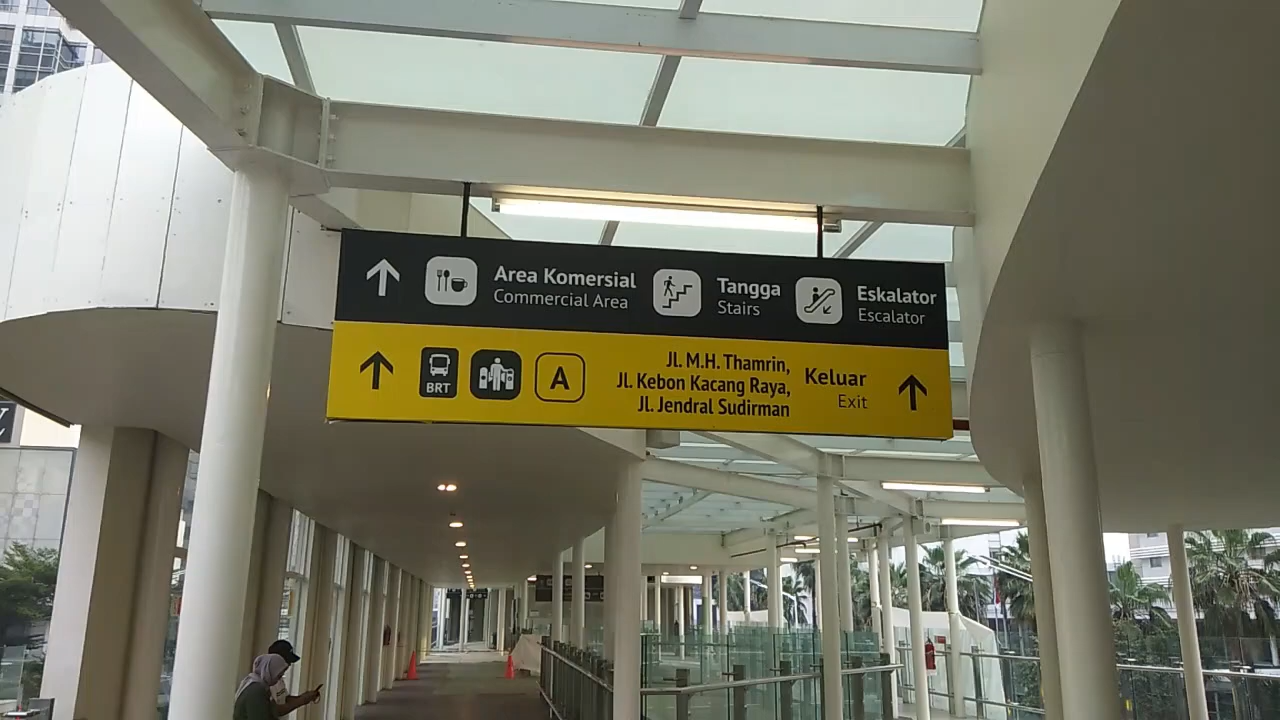 Area Komersial
Commercial Area
Tangga
Stairs
Eskalator
Escalator
BRT
A
Jl. M.H. Thamrin,
Jl. Kebon Kacang Raya,
Jl. Jendral Sudirman
Keluar
Exit